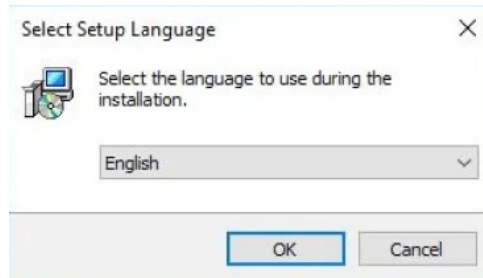 Select Setup Language
Select the language to use during the
installation.
English
OK
Cancel